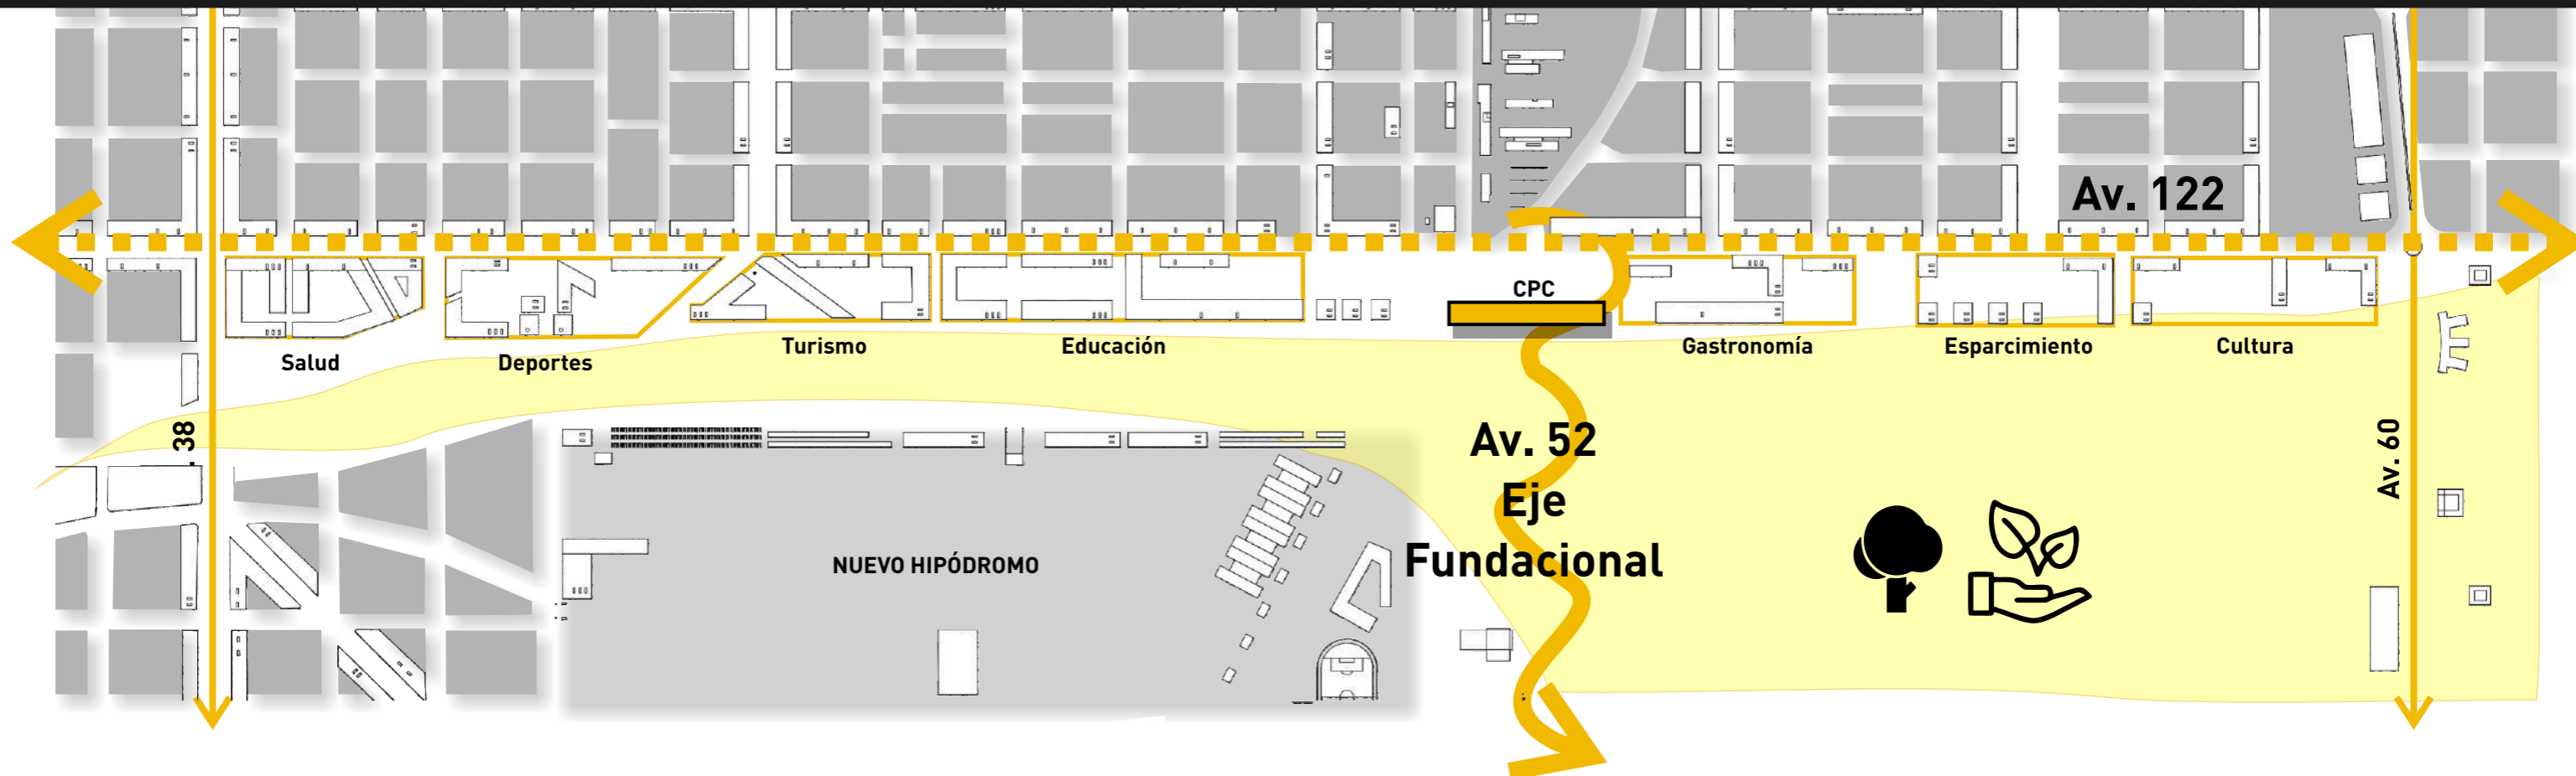 Av. 122
CPC
Salud
Deportes
Turismo
Educación
Gastronomía
Esparcimiento
Cultura
38
Av. 52
Eje
Fundacional
Av. 60
NUEVO HIPÓDROMO